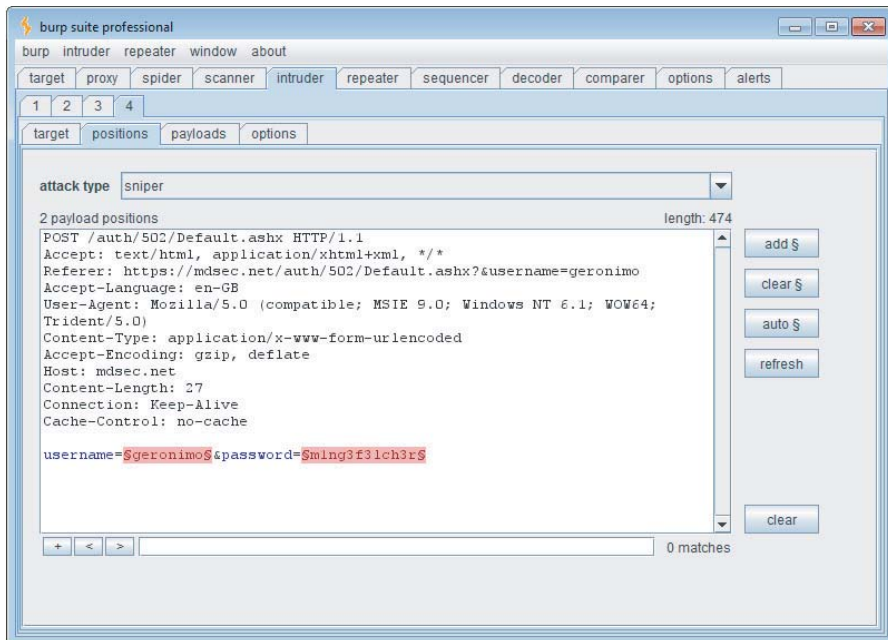 burp suite professional
burp intruder repeater window about
target proxy spider scanner intruder repeater sequencer decoder comparer options alerts
1 2 3 4
target positions payloads options
attack type sniper
2 payload positions length: 474
POST /auth/502/Default.ashx HTTP/1.1
Accept: text/html, application/xhtml+xml, */*
Referer: https://mdsec.net/auth/502/Default.ashx?&username=geronimo
Accept-Language: en-GB
User-Agent: Mozilla/5.0 (compatible; MSIE 9.0; Windows NT 6.1; WOW64;
Trident/5.0)
Content-Type: application/x-www-form-urlencoded
Accept-Encoding: gzip, deflate
Host: mdsec.net
Content-Length: 27
Connection: Keep-Alive
Cache-Control: no-cache
username=§geronimo§&password=§m1ng3f3lch3r§
add §
clear §
auto §
refresh
clear
+ < > 0 matches